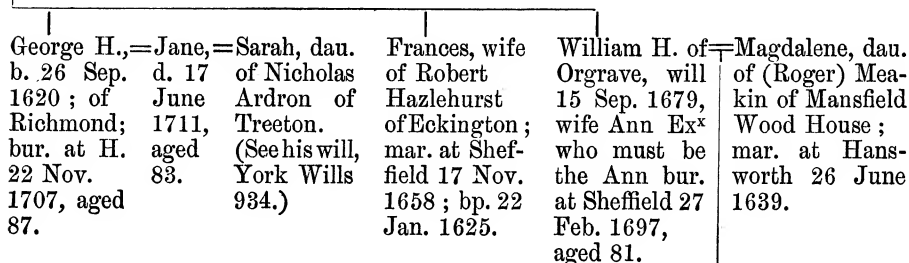 George H.,=Jane,=Sarah, dau.
b. 26 Sep.
1620 ; of
Richmond;
bur. at H.
22 Nov.
1707, aged
87.
d. 17
June
1711,
aged
83.
of Nicholas
Ardron of
Treeton.
(See his will,
York Wills
934.)
Frances, wife
of Robert
Hazlehurst
of Eckington ;
mar. at Shef-
field 17 Nov.
1658 ; bp. 22
Jan. 1625.
William H. of=Magdalene, dau.
Orgrave, will
15 Sep. 1679,
wife Ann Exˣ
who must be
the Ann bur.
at Sheffield 27
Feb. 1697,
aged 81.
of (Roger) Mea-
kin of Mansfield
Wood House ;
mar. at Hans-
worth 26 June
1639.